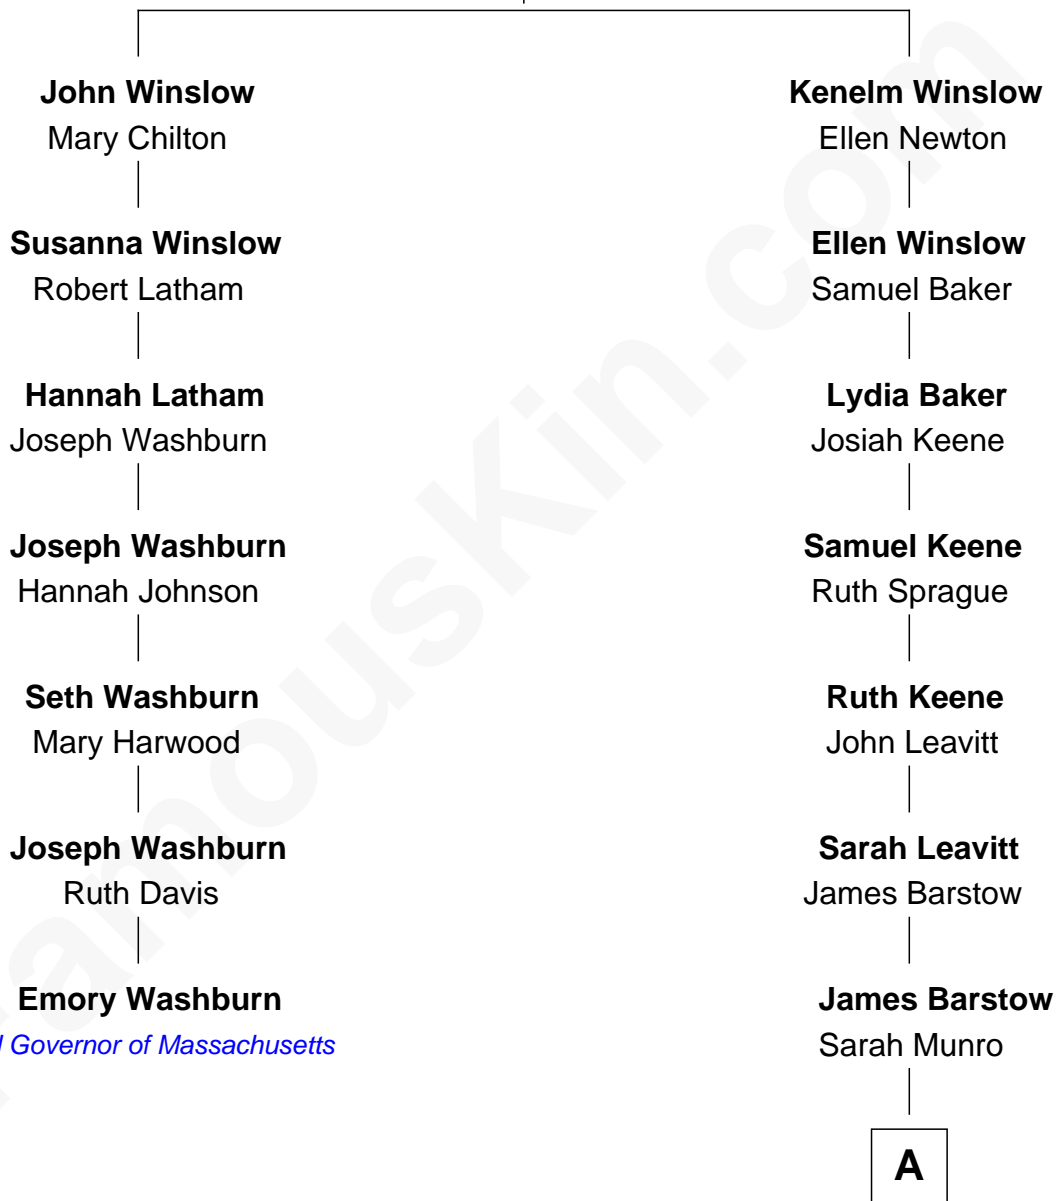 John Winslow
Mary Chilton
Susanna Winslow
Robert Latham
Hannah Latham
Joseph Washburn
Joseph Washburn
Hannah Johnson
Seth Washburn
Mary Harwood
Joseph Washburn
Ruth Davis
Emory Washburn
Governor of Massachusetts
Kenelm Winslow
Ellen Newton
Ellen Winslow
Samuel Baker
Lydia Baker
Josiah Keene
Samuel Keene
Ruth Sprague
Ruth Keene
John Leavitt
Sarah Leavitt
James Barstow
James Barstow
Sarah Munro
A
FamousKin.com